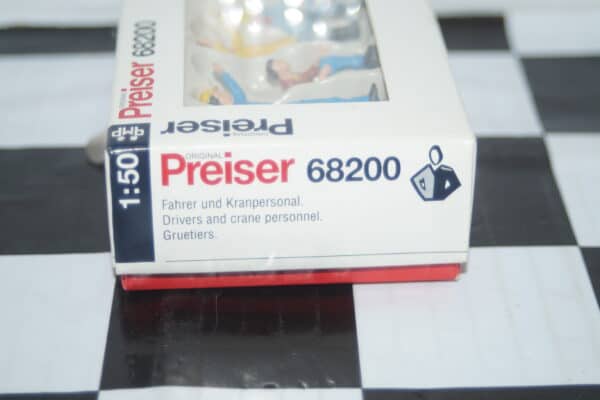 Preiser 68200
Preiser
1:50
ORIGINAL
Preiser 68200
Fahrer und Kranpersonal.
Drivers and crane personnel.
Gruetiers.